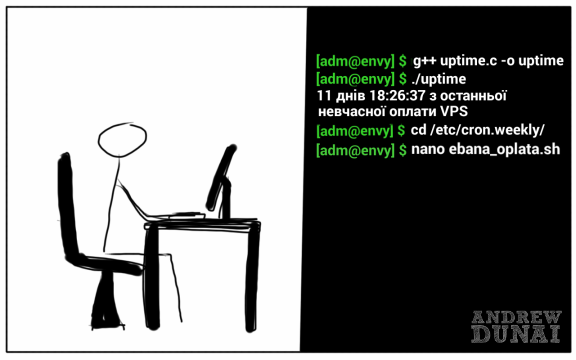 [adm@envy] $ g++ uptime.c -o uptime
[adm@envy] $ ./uptime
11 днів 18:26:37 з останньої
невчасної оплати VPS
[adm@envy] $ cd /etc/cron.weekly/
[adm@envy] $ nano ebana_oplata.sh
ANDREW
DUNAI